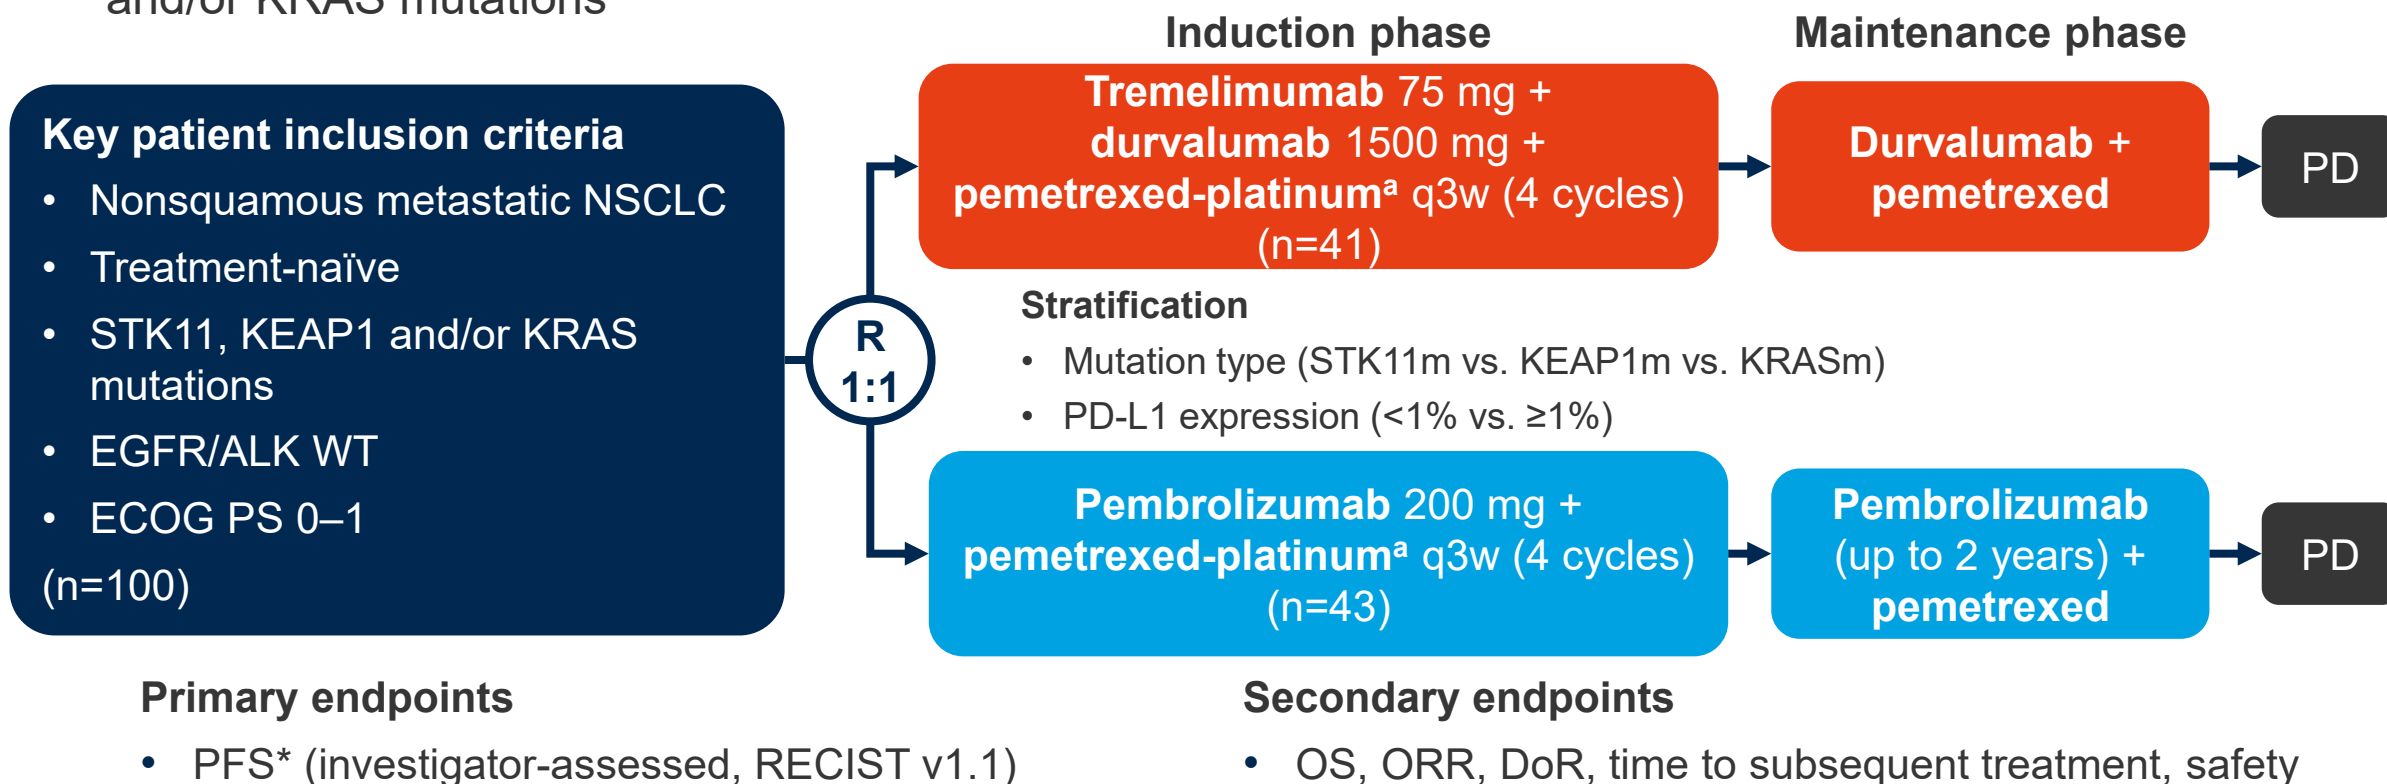 and/or KRAS mutations
Induction phase
Maintenance phase
Key patient inclusion criteria
• Nonsquamous metastatic NSCLC
• Treatment-naïve
• STK11, KEAP1 and/or KRAS
mutations
• EGFR/ALK WT
• ECOG PS 0–1
(n=100)
R
1:1
Tremelimumab 75 mg +
durvalumab 1500 mg +
pemetrexed-platinumᵃ q3w (4 cycles)
(n=41)
Durvalumab +
pemetrexed
PD
Stratification
• Mutation type (STK11m vs. KEAP1m vs. KRASm)
• PD-L1 expression (<1% vs. ≥1%)
Pembrolizumab 200 mg +
pemetrexed-platinumᵃ q3w (4 cycles)
(n=43)
Pembrolizumab
(up to 2 years) +
pemetrexed
PD
Primary endpoints
• PFS* (investigator-assessed, RECIST v1.1)
Secondary endpoints
• OS, ORR, DoR, time to subsequent treatment, safety